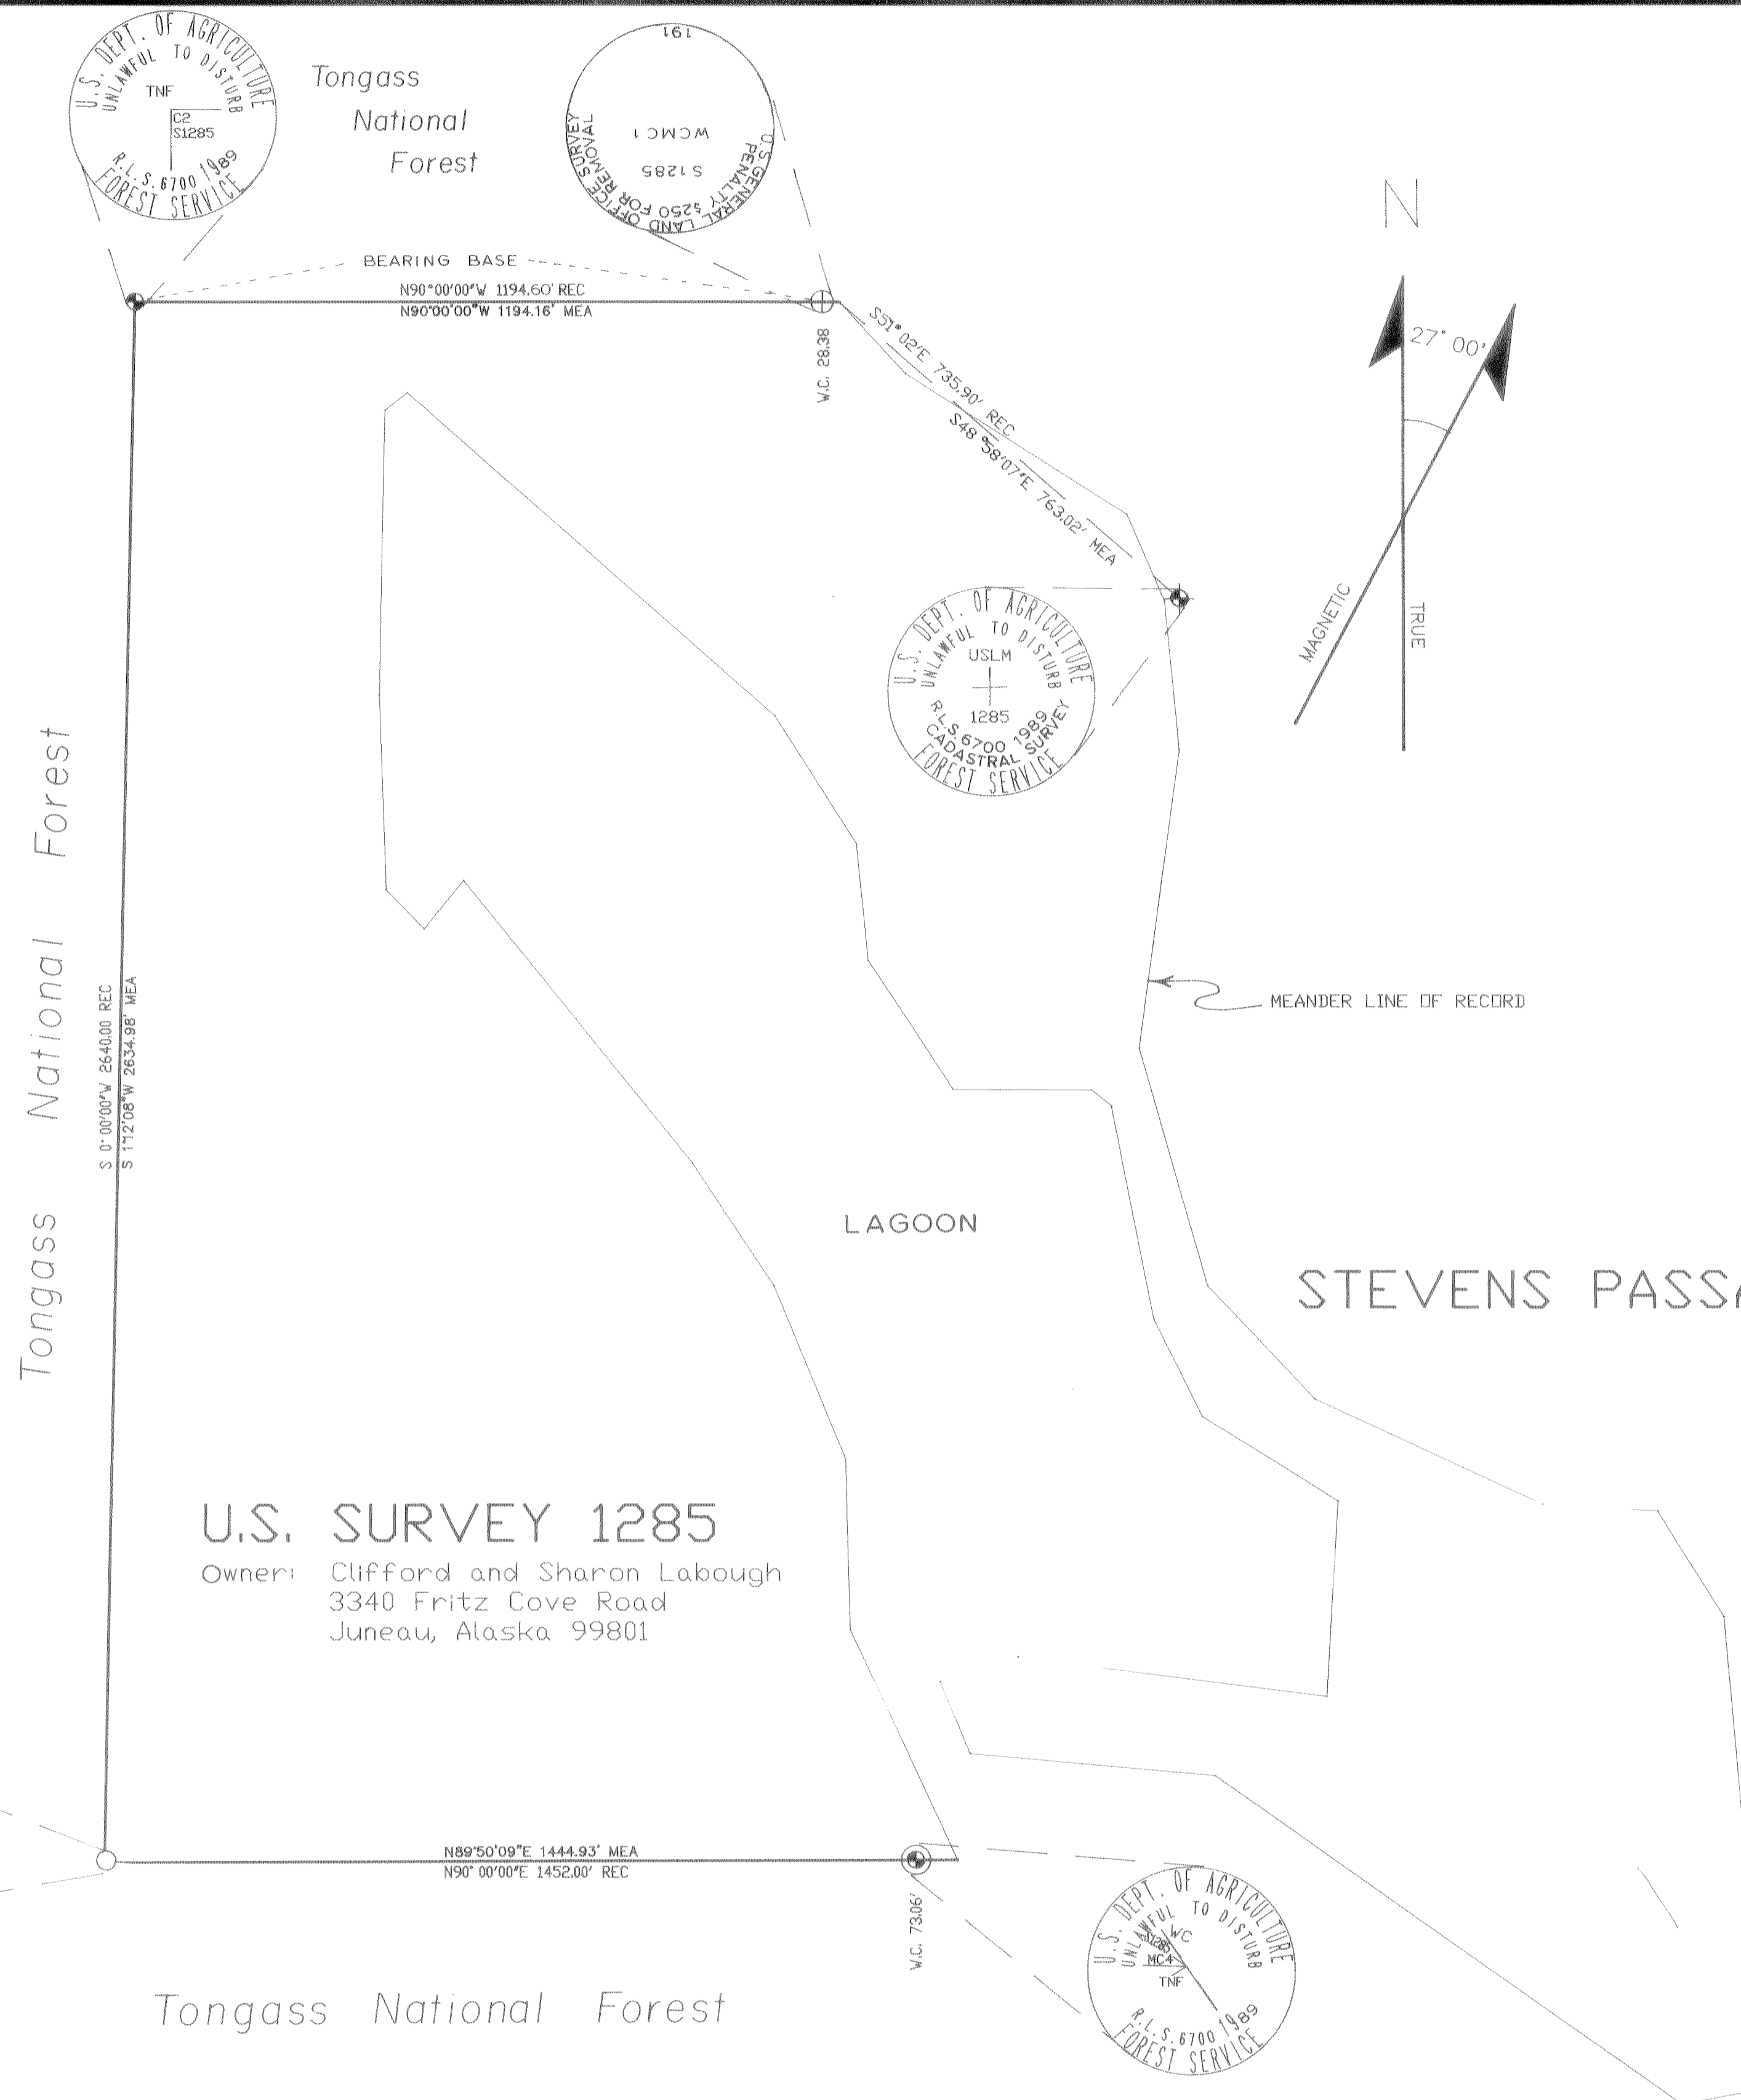 U.S. DEPT. OF AGRICULTURE
UNLAWFUL TO DISTURB
TNF
C2
S1285
R.L.S. 6700 1989
FOREST SERVICE
Tongass
National
Forest
191
WCMC1
S1285
PENALTY $250 FOR REMOVAL
U.S. GENERAL LAND OFFICE SURVEY
N
BEARING BASE
N90°00'00"W 1194.60' REC
N90°00'00"W 1194.16' MEA
W.C. 28.38
S51°02'E 735.90' REC
S48°58'07"E 763.02' MEA
27° 00'
MAGNETIC
TRUE
U.S. DEPT. OF AGRICULTURE
UNLAWFUL TO DISTURB
USLM
1285
R.L.S. 6700 1989
CADASTRAL SURVEY
FOREST SERVICE
Tongass National Forest
S 0°00'00"W 2640.00 REC
S 1°12'08"W 2634.98' MEA
MEANDER LINE OF RECORD
LAGOON
STEVENS PASSA
U.S. SURVEY 1285
Owner: Clifford and Sharon Labough
3340 Fritz Cove Road
Juneau, Alaska 99801
N89°50'09"E 1444.93' MEA
N90° 00'00"E 1452.00' REC
W.C. 73.06'
U.S. DEPT. OF AGRICULTURE
UNLAWFUL TO DISTURB
WC
S1285
MC4
TNF
R.L.S. 6700 1989
FOREST SERVICE
Tongass National Forest